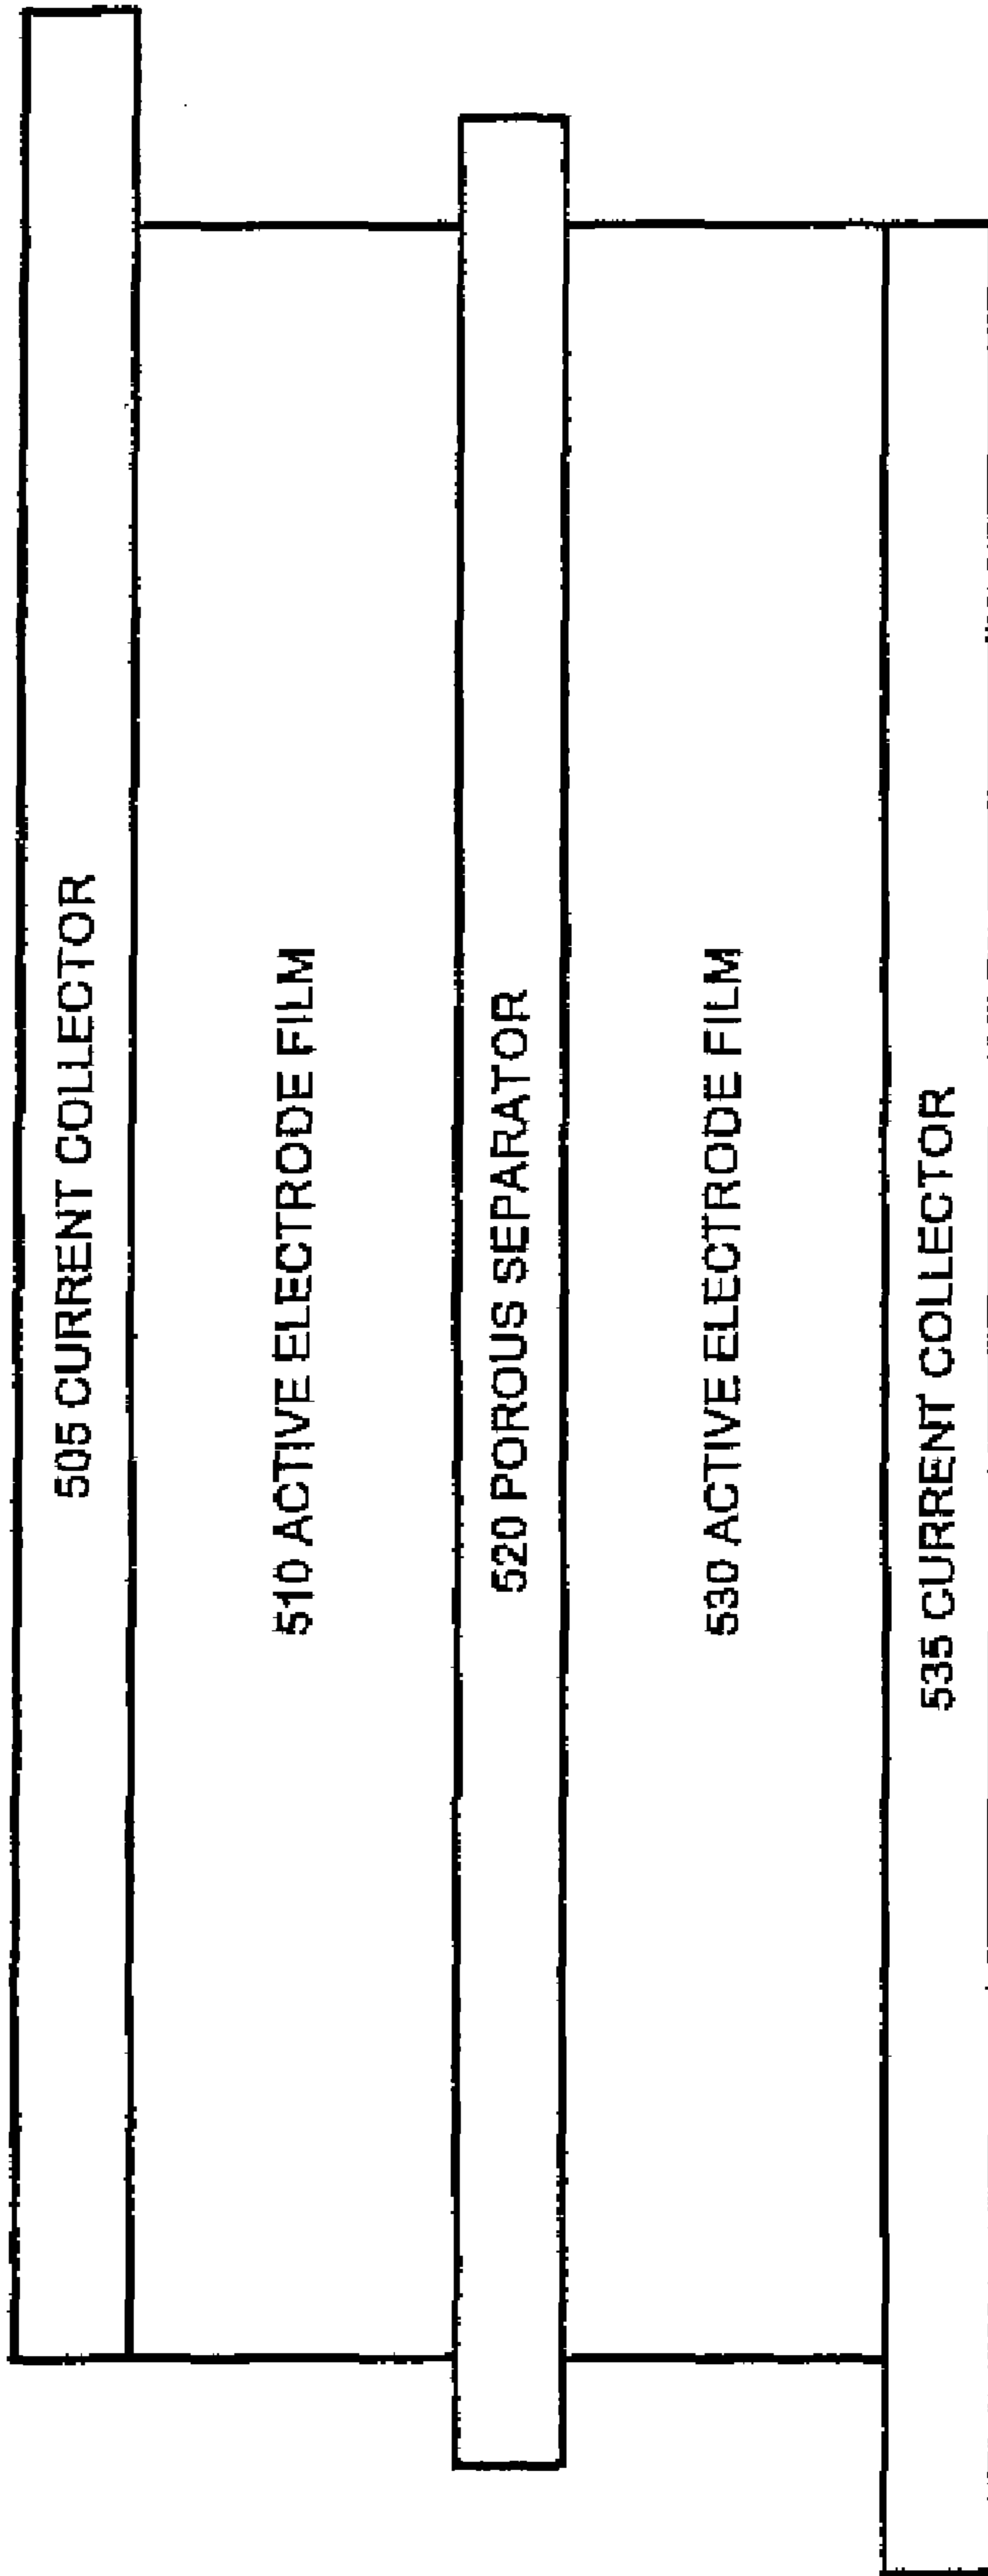 505 CURRENT COLLECTOR
510 ACTIVE ELECTRODE FILM
520 POROUS SEPARATOR
530 ACTIVE ELECTRODE FILM
535 CURRENT COLLECTOR